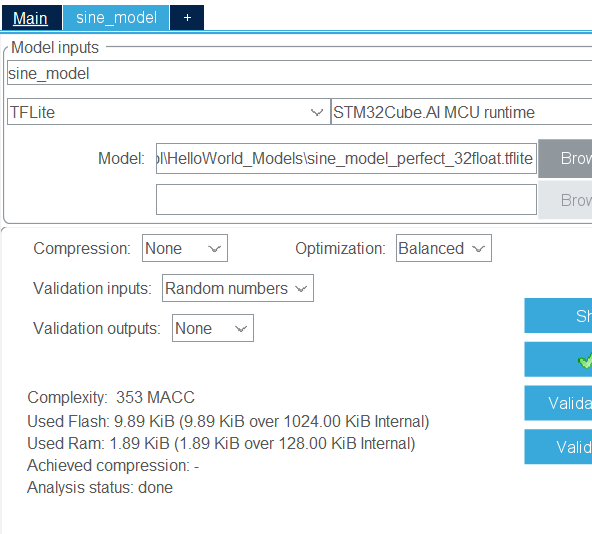 Main sine_model +
Model inputs
sine_model
TFLite STM32Cube.AI MCU runtime
Model: ol\HelloWorld_Models\sine_model_perfect_32float.tflite Brow
Brow
Compression: None Optimization: Balanced
Validation inputs: Random numbers
Validation outputs: None
Sh
Complexity: 353 MACC
Valida
Used Flash: 9.89 KiB (9.89 KiB over 1024.00 KiB Internal)
Used Ram: 1.89 KiB (1.89 KiB over 128.00 KiB Internal)
Valid
Achieved compression: -
Analysis status: done